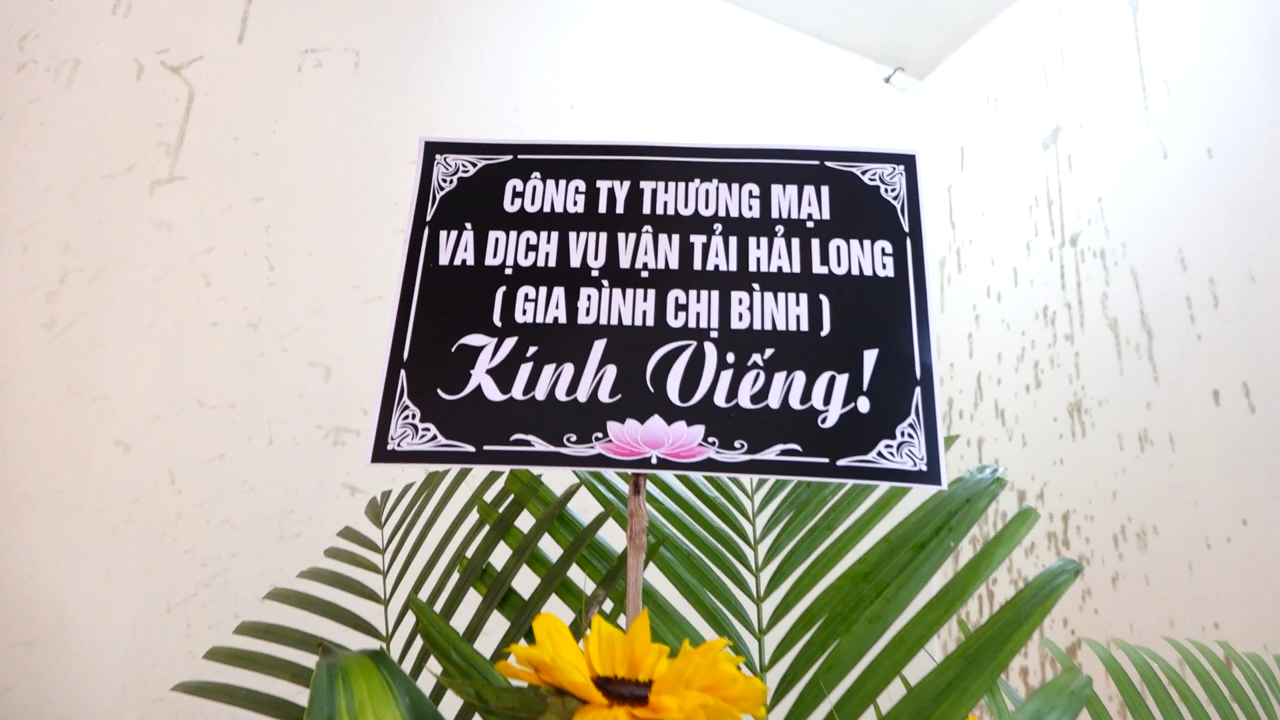 CÔNG TY THƯƠNG MẠI
VÀ DỊCH VỤ VẬN TẢI HẢI LONG
( GIA ĐÌNH CHỊ BÌNH )
Kính Viếng!